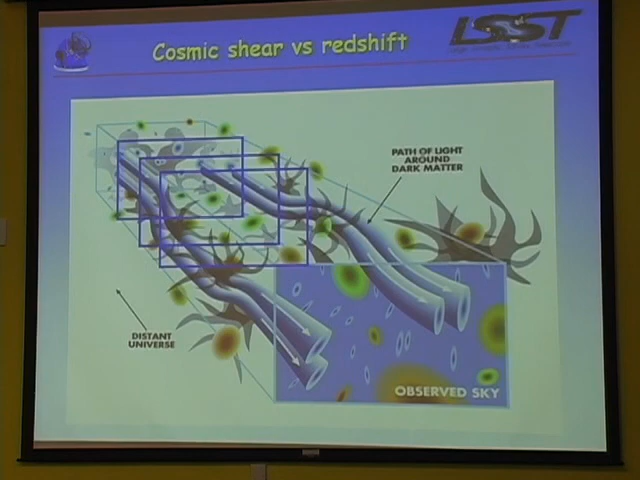 Cosmic shear vs redshift
LSST
PATH OF LIGHT
AROUND
DARK MATTER
DISTANT
UNIVERSE
OBSERVED SKY